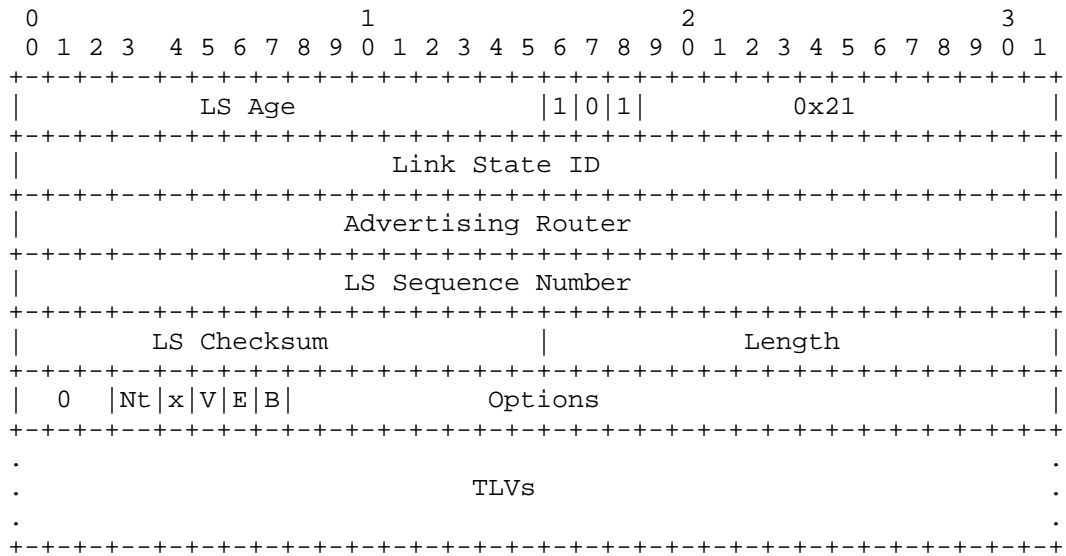 0                   1                   2                   3
 0 1 2 3  4 5 6 7 8 9 0 1 2 3 4 5 6 7 8 9 0 1 2 3 4 5 6 7 8 9 0 1
+-+-+-+--+-+-+-+-+-+-+-+-+-+-+-+-+-+-+-+-+-+-+-+-+-+-+-+-+-+-+-+-+
|           LS Age               |1|0|1|         0x21            |
+-+-+-+--+-+-+-+-+-+-+-+-+-+-+-+-+-+-+-+-+-+-+-+-+-+-+-+-+-+-+-+-+
|                       Link State ID                            |
+-+-+-+--+-+-+-+-+-+-+-+-+-+-+-+-+-+-+-+-+-+-+-+-+-+-+-+-+-+-+-+-+
|                    Advertising Router                          |
+-+-+-+--+-+-+-+-+-+-+-+-+-+-+-+-+-+-+-+-+-+-+-+-+-+-+-+-+-+-+-+-+
|                    LS Sequence Number                          |
+-+-+-+--+-+-+-+-+-+-+-+-+-+-+-+-+-+-+-+-+-+-+-+-+-+-+-+-+-+-+-+-+
|        LS Checksum             |            Length             |
+-+-+-+--+-+-+-+-+-+-+-+-+-+-+-+-+-+-+-+-+-+-+-+-+-+-+-+-+-+-+-+-+
|  0  |Nt|x|V|E|B|            Options                            |
+-+-+-+--+-+-+-+-+-+-+-+-+-+-+-+-+-+-+-+-+-+-+-+-+-+-+-+-+-+-+-+-+
.                                                                .
.                            TLVs                                .
.                                                                .
+-+-+-+--+-+-+-+-+-+-+-+-+-+-+-+-+-+-+-+-+-+-+-+-+-+-+-+-+-+-+-+-+